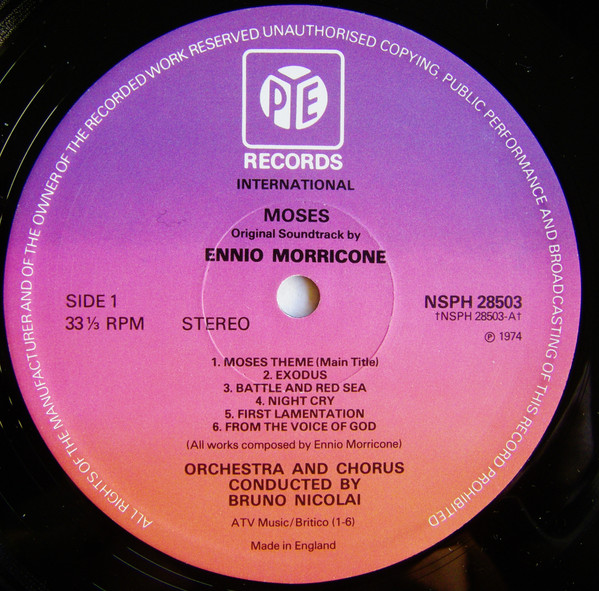 ALL RIGHTS OF THE MANUFACTURER AND OF THE OWNER OF THE RECORDED WORK RESERVED UNAUTHORISED COPYING, PUBLIC PERFORMANCE AND BROADCASTING OF THIS RECORD PROHIBITED
PYE
RECORDS
INTERNATIONAL
MOSES
Original Soundtrack by
ENNIO MORRICONE
SIDE 1
33⅓ RPM
STEREO
NSPH 28503
†NSPH 28503-A†
℗ 1974
1. MOSES THEME (Main Title)
2. EXODUS
3. BATTLE AND RED SEA
4. NIGHT CRY
5. FIRST LAMENTATION
6. FROM THE VOICE OF GOD
(All works composed by Ennio Morricone)
ORCHESTRA AND CHORUS
CONDUCTED BY
BRUNO NICOLAI
ATV Music/Britico (1-6)
Made in England